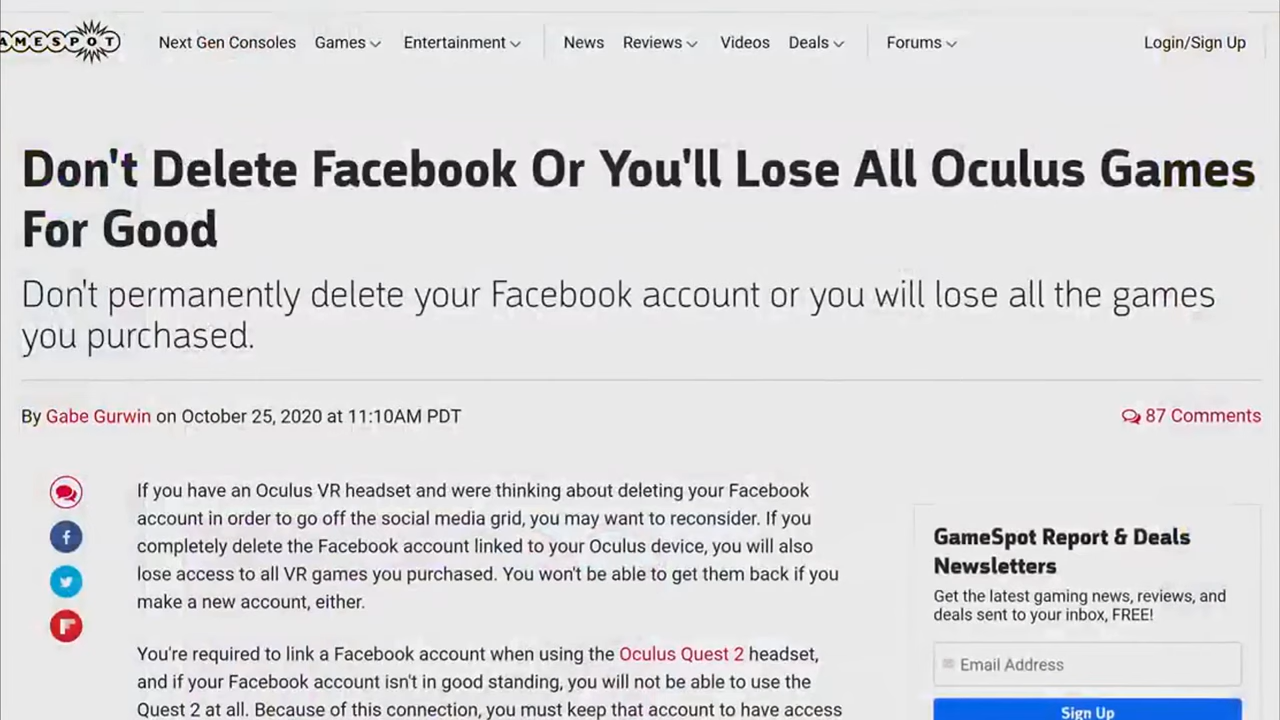 AMESPOT
Next Gen Consoles Games Entertainment News Reviews Videos Deals Forums Login/Sign Up
Don't Delete Facebook Or You'll Lose All Oculus Games
For Good
Don't permanently delete your Facebook account or you will lose all the games
you purchased.
By Gabe Gurwin on October 25, 2020 at 11:10AM PDT
87 Comments
If you have an Oculus VR headset and were thinking about deleting your Facebook
account in order to go off the social media grid, you may want to reconsider. If you
completely delete the Facebook account linked to your Oculus device, you will also
lose access to all VR games you purchased. You won't be able to get them back if you
make a new account, either.
You're required to link a Facebook account when using the Oculus Quest 2 headset,
and if your Facebook account isn't in good standing, you will not be able to use the
Quest 2 at all. Because of this connection, you must keep that account to have access
GameSpot Report & Deals
Newsletters
Get the latest gaming news, reviews, and
deals sent to your inbox, FREE!
Email Address
Sign Up